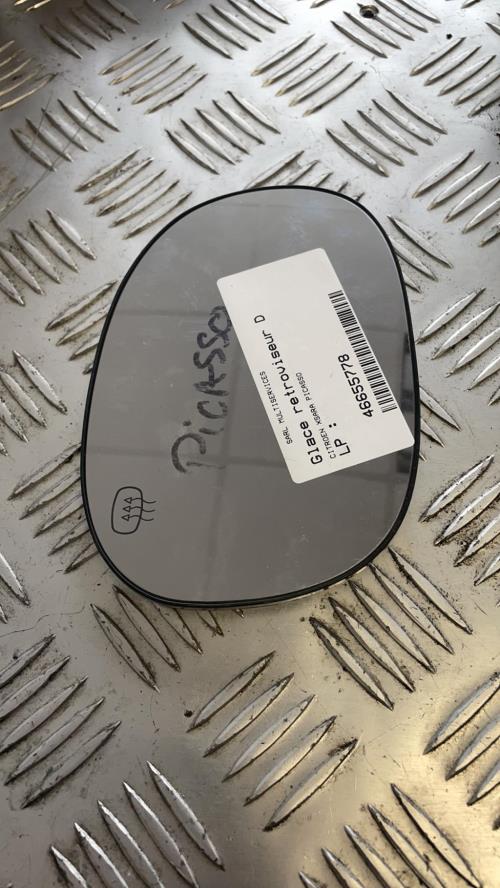 Picasso
SARL MULTISERVICES
Glace retroviseur D
CITROEN XSARA PICASSO
LP :
46655778